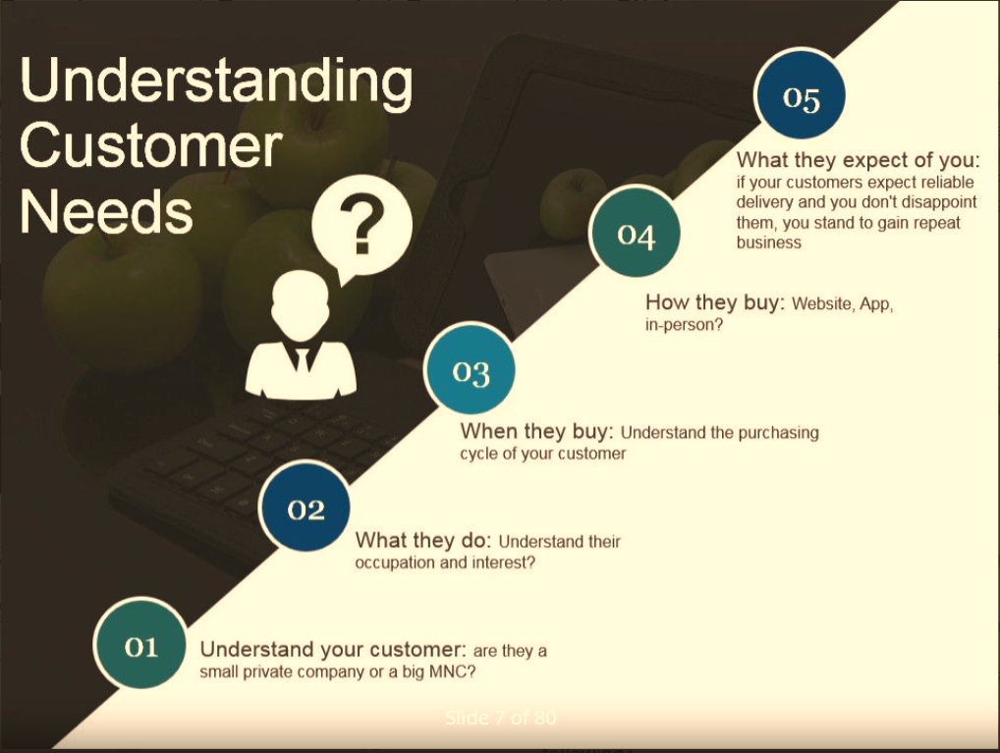 Understanding
Customer
Needs
?
05
What they expect of you:
if your customers expect reliable
delivery and you don't disappoint
them, you stand to gain repeat
business
04
How they buy: Website, App,
in-person?
03
When they buy: Understand the purchasing
cycle of your customer
02
What they do: Understand their
occupation and interest?
01
Understand your customer: are they a
small private company or a big MNC?
Slide 7 of 80